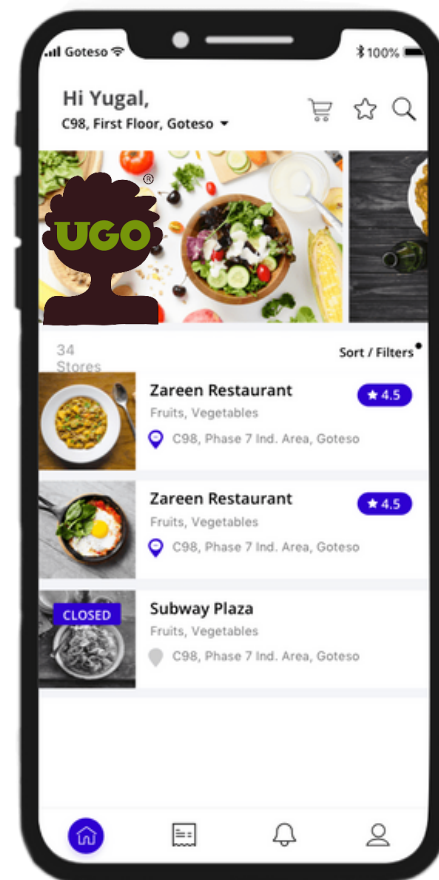 Goteso
100%
Hi Yugal,
C98, First Floor, Goteso
®
UGO
34
Stores
Sort / Filters
Zareen Restaurant
★ 4.5
Fruits, Vegetables
C98, Phase 7 Ind. Area, Goteso
Zareen Restaurant
★ 4.5
Fruits, Vegetables
C98, Phase 7 Ind. Area, Goteso
CLOSED
Subway Plaza
Fruits, Vegetables
C98, Phase 7 Ind. Area, Goteso